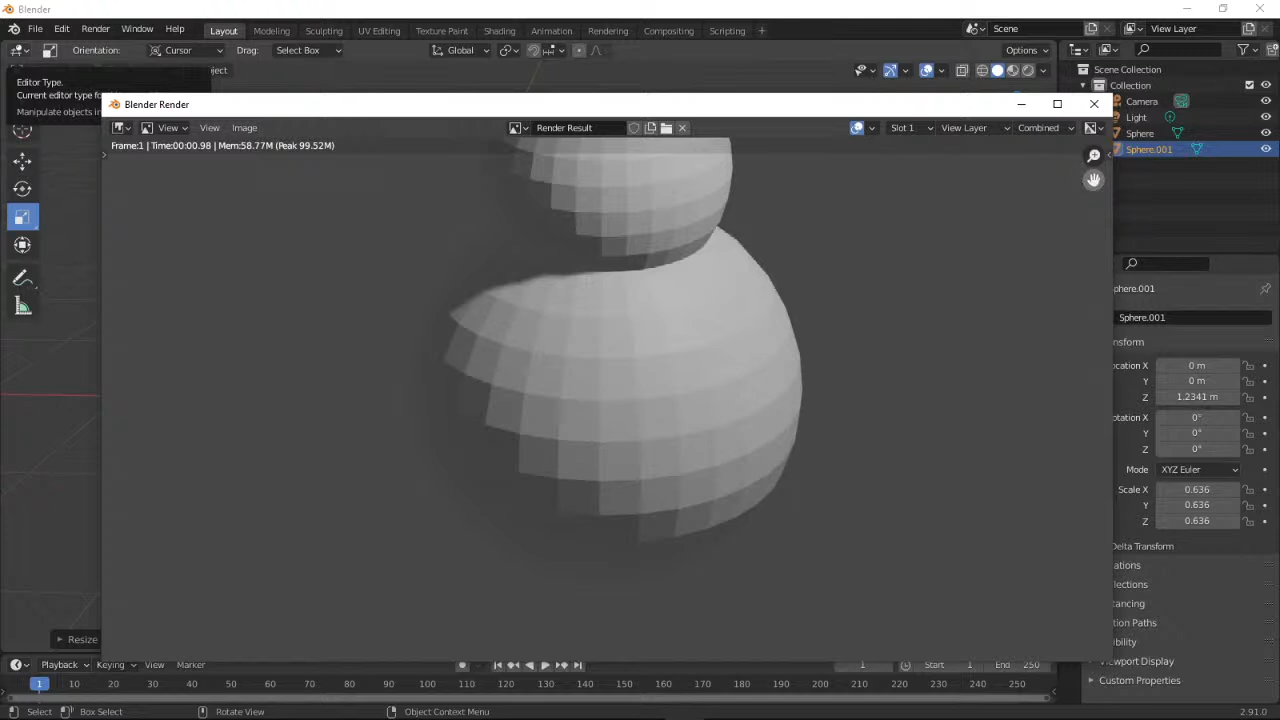 Blender
File Edit Render Window Help Layout Modeling Sculpting UV Editing Texture Paint Shading Animation Rendering Compositing Scripting + Scene View Layer
Orientation: Cursor Drag: Select Box Global Options
Editor Type.
Current editor type
Manipulate objects in
Blender Render
View View Image Render Result Slot 1 View Layer Combined
Frame:1 | Time:00:00.98 | Mem:58.77M (Peak 99.52M)
Scene Collection
Collection
Camera
Light
Sphere
Sphere.001
Sphere.001
Sphere.001
ransform
ocation X 0 m
Y 0 m
Z 1.2341 m
otation X 0°
Y 0°
Z 0°
Mode XYZ Euler
Scale X 0.636
Y 0.636
Z 0.636
Delta Transform
ations
llections
tancing
otion Paths
ibility
Viewport Display
Custom Properties
Resize
Playback Keying View Marker 1 Start 1 End 250
1 10 20 30 40 50 60 70 80 90 100 110 120 130 140 150 160 170 180 190 200 210 220 230 240 250
Select Box Select Rotate View Object Context Menu 2.91.0